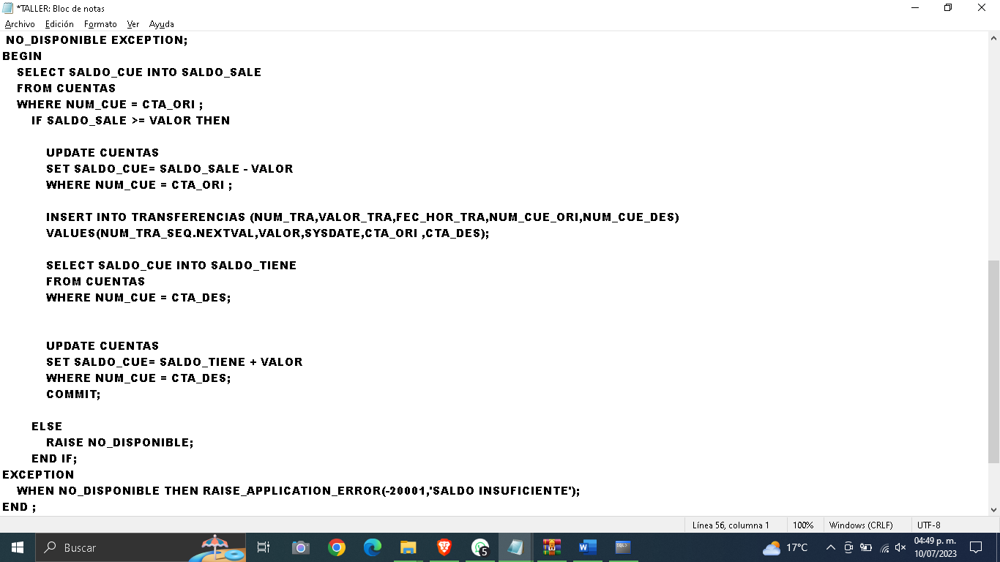 *TALLER: Bloc de notas
Archivo Edición Formato Ver Ayuda
NO_DISPONIBLE EXCEPTION;
BEGIN
SELECT SALDO_CUE INTO SALDO_SALE
FROM CUENTAS
WHERE NUM_CUE = CTA_ORI ;
IF SALDO_SALE >= VALOR THEN
UPDATE CUENTAS
SET SALDO_CUE= SALDO_SALE - VALOR
WHERE NUM_CUE = CTA_ORI ;
INSERT INTO TRANSFERENCIAS (NUM_TRA,VALOR_TRA,FEC_HOR_TRA,NUM_CUE_ORI,NUM_CUE_DES)
VALUES(NUM_TRA_SEQ.NEXTVAL,VALOR,SYSDATE,CTA_ORI ,CTA_DES);
SELECT SALDO_CUE INTO SALDO_TIENE
FROM CUENTAS
WHERE NUM_CUE = CTA_DES;
UPDATE CUENTAS
SET SALDO_CUE= SALDO_TIENE + VALOR
WHERE NUM_CUE = CTA_DES;
COMMIT;
ELSE
RAISE NO_DISPONIBLE;
END IF;
EXCEPTION
WHEN NO_DISPONIBLE THEN RAISE_APPLICATION_ERROR(-20001,'SALDO INSUFICIENTE');
END ;
Línea 56, columna 1 100% Windows (CRLF) UTF-8
Buscar 5 W SQL> 17°C 04:49 p. m.
10/07/2023